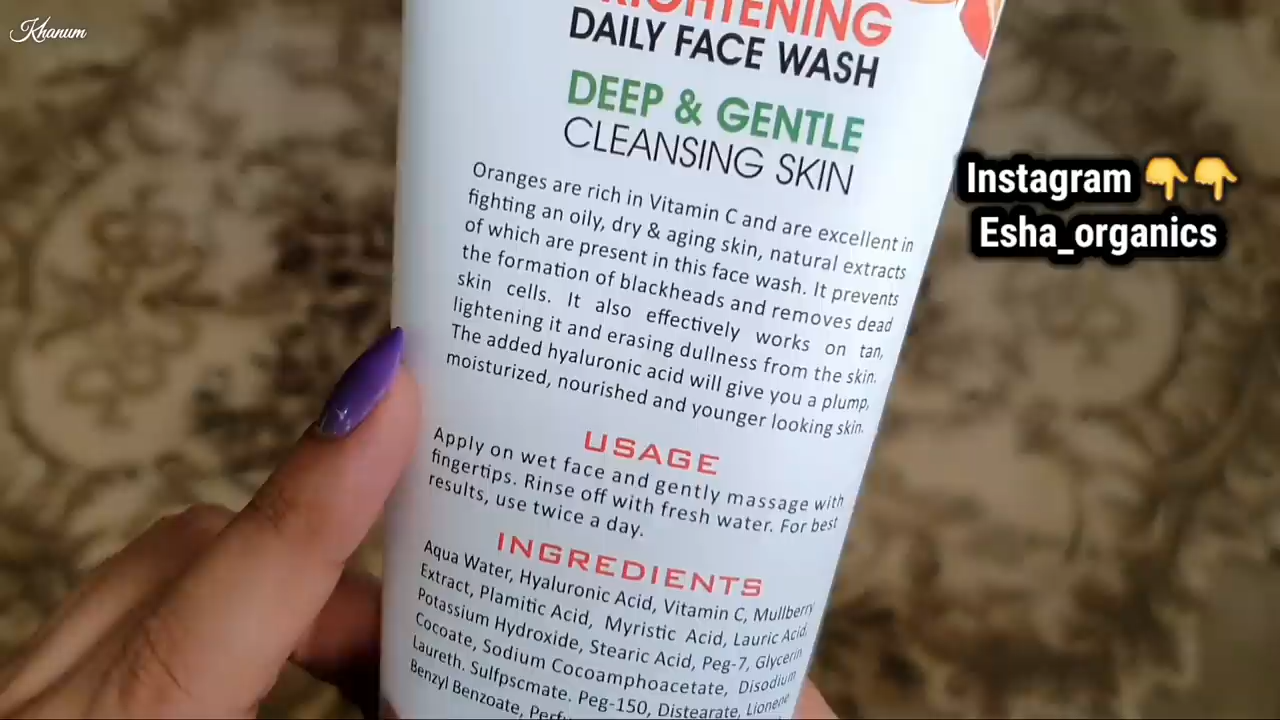 Khanum
BRIGHTENING
DAILY FACE WASH
DEEP & GENTLE
CLEANSING SKIN
Oranges are rich in Vitamin C and are excellent in
fighting an oily, dry & aging skin, natural extracts
of which are present in this face wash. It prevents
the formation of blackheads and removes dead
skin cells. It also effectively works on tan,
lightening it and erasing dullness from the skin.
The added hyaluronic acid will give you a plump,
moisturized, nourished and younger looking skin.
USAGE
Apply on wet face and gently massage with
fingertips. Rinse off with fresh water. For best
results, use twice a day.
INGREDIENTS
Aqua Water, Hyaluronic Acid, Vitamin C, Mullberry
Extract, Plamitic Acid, Myristic Acid, Lauric Acid,
Potassium Hydroxide, Stearic Acid, Peg-7, Glycerin
Cocoate, Sodium Cocoamphoacetate, Disodium
Laureth. Sulfpscmate. Peg-150, Distearate, Lionene
Benzyl Benzoate,
Instagram 👇👇
Esha_organics